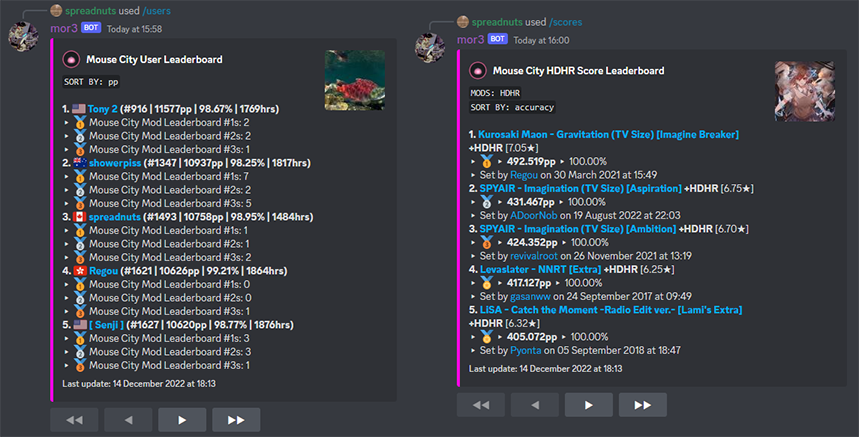 spreadnuts used /users
mor3 BOT Today at 15:58
Mouse City User Leaderboard
SORT BY: pp
1. Tony 2 (#916 | 11577pp | 98.67% | 1769hrs)
Mouse City Mod Leaderboard #1s: 2
Mouse City Mod Leaderboard #2s: 2
Mouse City Mod Leaderboard #3s: 1
2. showerpiss (#1347 | 10937pp | 98.25% | 1817hrs)
Mouse City Mod Leaderboard #1s: 7
Mouse City Mod Leaderboard #2s: 2
Mouse City Mod Leaderboard #3s: 5
3. spreadnuts (#1493 | 10758pp | 98.95% | 1484hrs)
Mouse City Mod Leaderboard #1s: 1
Mouse City Mod Leaderboard #2s: 1
Mouse City Mod Leaderboard #3s: 2
4. Regou (#1621 | 10626pp | 99.21% | 1864hrs)
Mouse City Mod Leaderboard #1s: 0
Mouse City Mod Leaderboard #2s: 0
Mouse City Mod Leaderboard #3s: 1
5. [ Senji ] (#1627 | 10620pp | 98.77% | 1876hrs)
Mouse City Mod Leaderboard #1s: 3
Mouse City Mod Leaderboard #2s: 3
Mouse City Mod Leaderboard #3s: 1
Last update: 14 December 2022 at 18:13
spreadnuts used /scores
mor3 BOT Today at 16:00
Mouse City HDHR Score Leaderboard
MODS: HDHR
SORT BY: accuracy
1. Kurosaki Maon - Gravitation (TV Size) [Imagine Breaker]
+HDHR [7.05★]
492.519pp ‣ 100.00%
Set by Regou on 30 March 2021 at 15:49
2. SPYAIR - Imagination (TV Size) [Aspiration] +HDHR [6.75★]
431.467pp ‣ 100.00%
Set by ADoorNob on 19 August 2022 at 22:03
3. SPYAIR - Imagination (TV Size) [Ambition] +HDHR [6.70★]
424.352pp ‣ 100.00%
Set by revivalroot on 26 November 2021 at 13:19
4. Levaslater - NNRT [Extra] +HDHR [6.25★]
417.127pp ‣ 100.00%
Set by gasanww on 24 September 2017 at 09:49
5. LISA - Catch the Moment -Radio Edit ver.- [Lami's Extra]
+HDHR [6.32★]
405.072pp ‣ 100.00%
Set by Pyonta on 05 September 2018 at 18:47
Last update: 14 December 2022 at 18:13